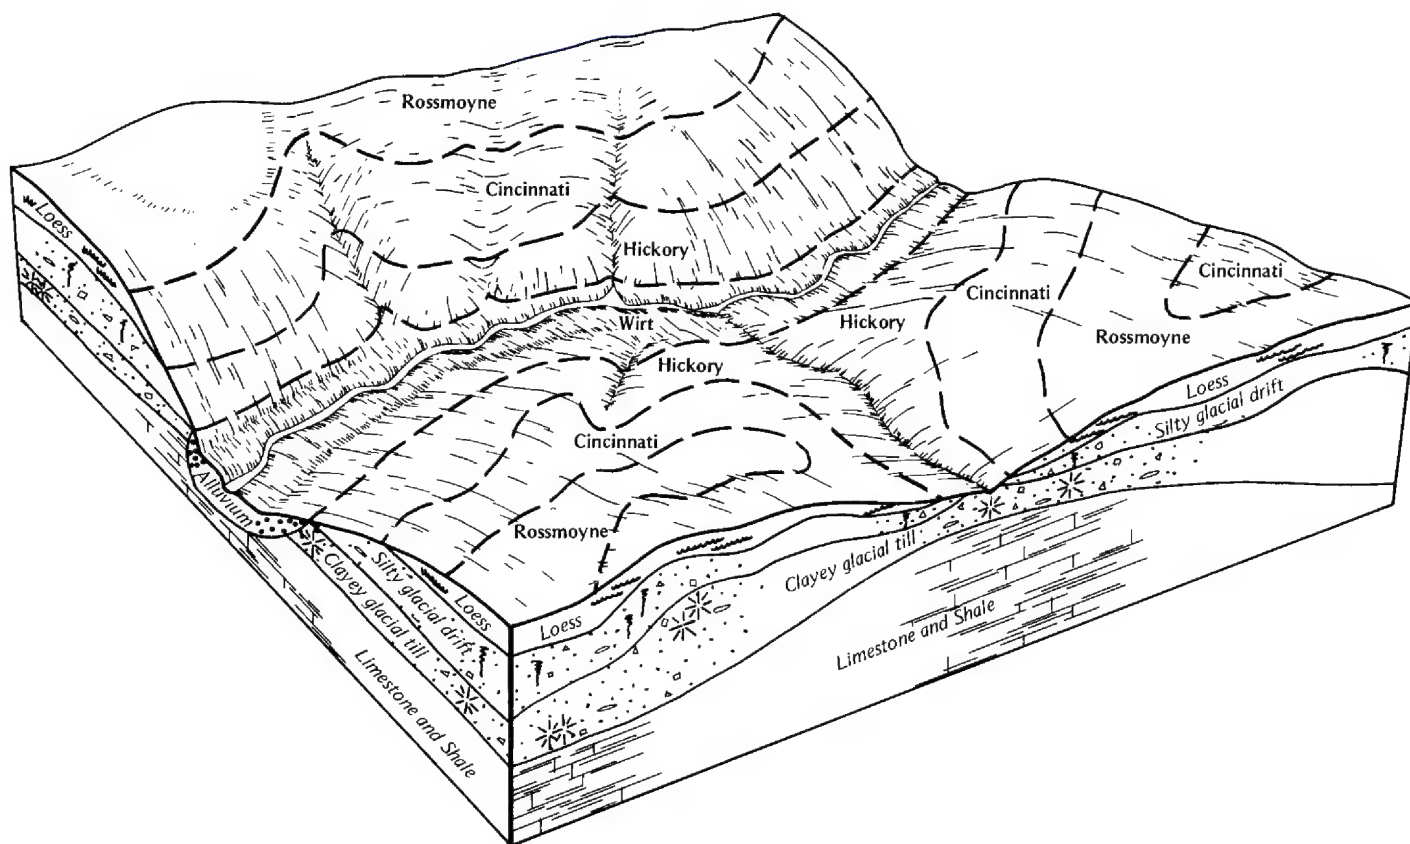 Rossmoyne
Cincinnati
Loess
Hickory
Cincinnati
Cincinnati
Wirt
Hickory
Rossmoyne
Hickory
Loess
Silty glacial drift
Cincinnati
Alluvium
Rossmoyne
Clayey glacial till
Silty glacial drift
Loess
Loess
Clayey glacial till
Limestone and Shale
Limestone and Shale